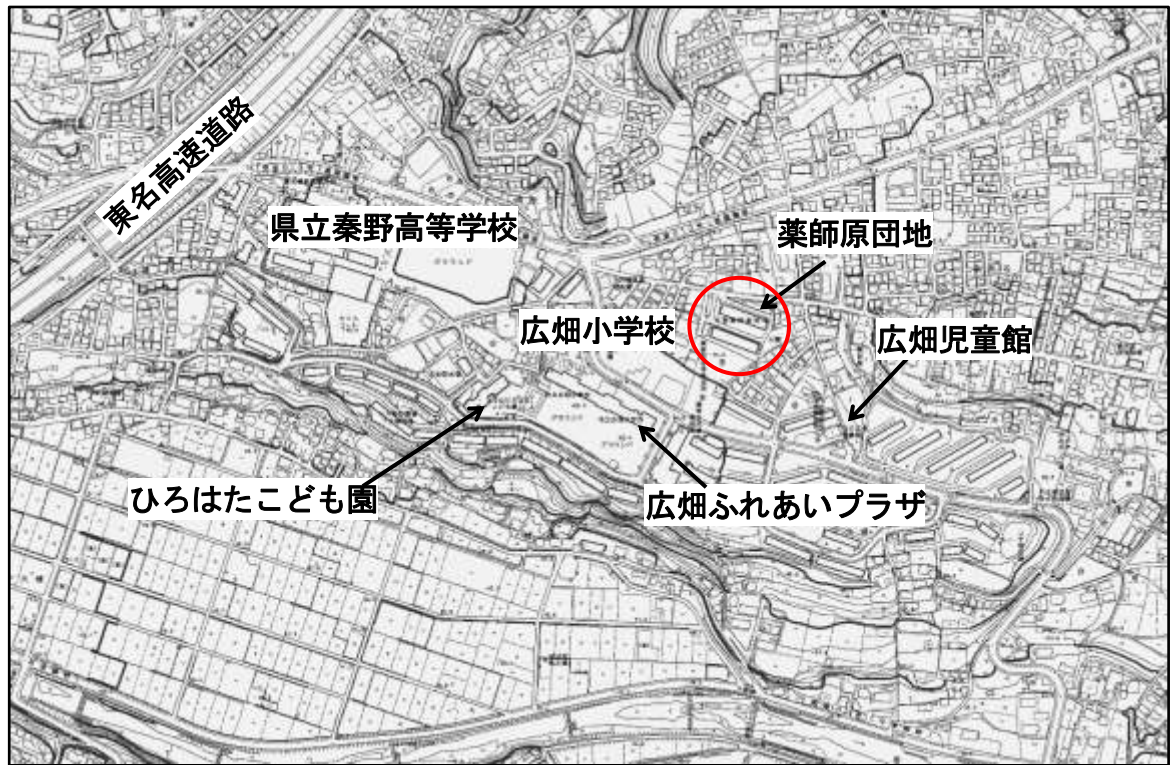 東名高速道路
県立秦野高等学校
薬師原団地
広畑小学校
広畑児童館
ひろはたこども園
広畑ふれあいプラザ